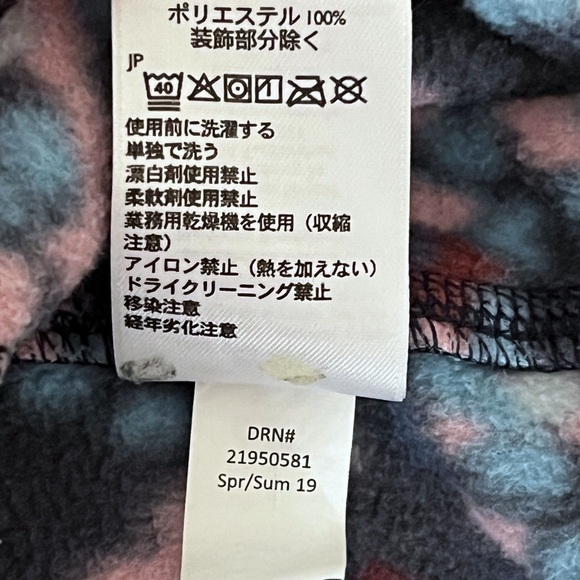 ポリエステル 100%
装飾部分除く
JP
40
使用前に洗濯する
単独で洗う
漂白剤使用禁止
柔軟剤使用禁止
業務用乾燥機を使用（収縮
注意）
アイロン禁止（熱を加えない）
ドライクリーニング禁止
移染注意
経年劣化注意
DRN#
21950581
Spr/Sum 19